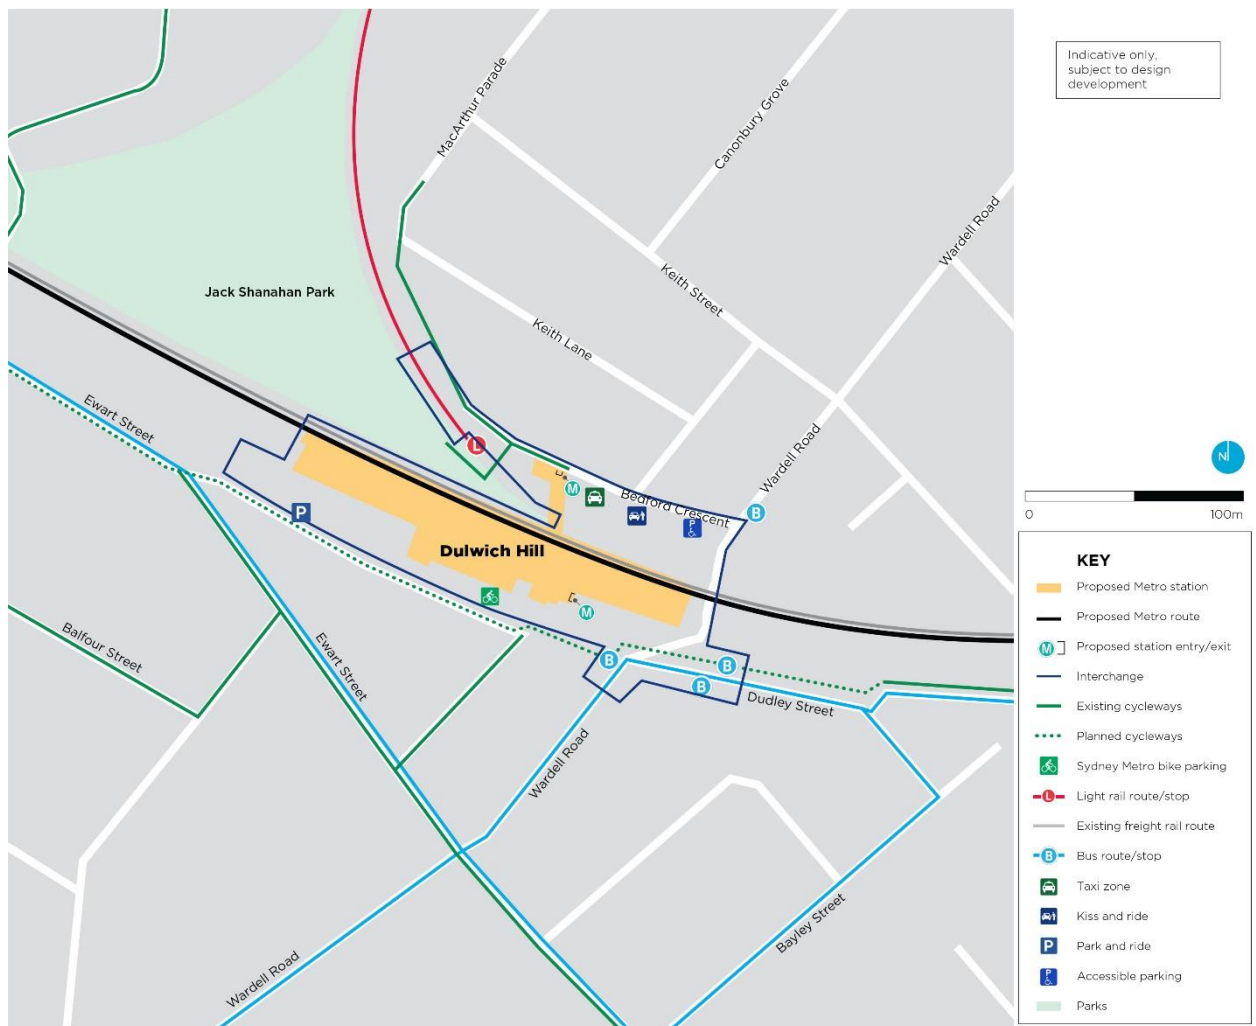 Indicative only,
subject to design
development
MacArthur Parade
Canonbury Grove
Wardell Road
Jack Shanahan Park
Keith Street
Keith Lane
Ewart Street
Wardell Road
L
M
Bedford Crescent
B
P
P
N
0 100m
Dulwich Hill
M
Balfour Street
Ewart Street
B
B
B
Dudley Street
Wardell Road
Bayley Street
Wardell Road
KEY
Proposed Metro station
Proposed Metro route
M Proposed station entry/exit
Interchange
Existing cycleways
Planned cycleways
Sydney Metro bike parking
L Light rail route/stop
Existing freight rail route
B Bus route/stop
Taxi zone
Kiss and ride
P Park and ride
P Accessible parking
Parks